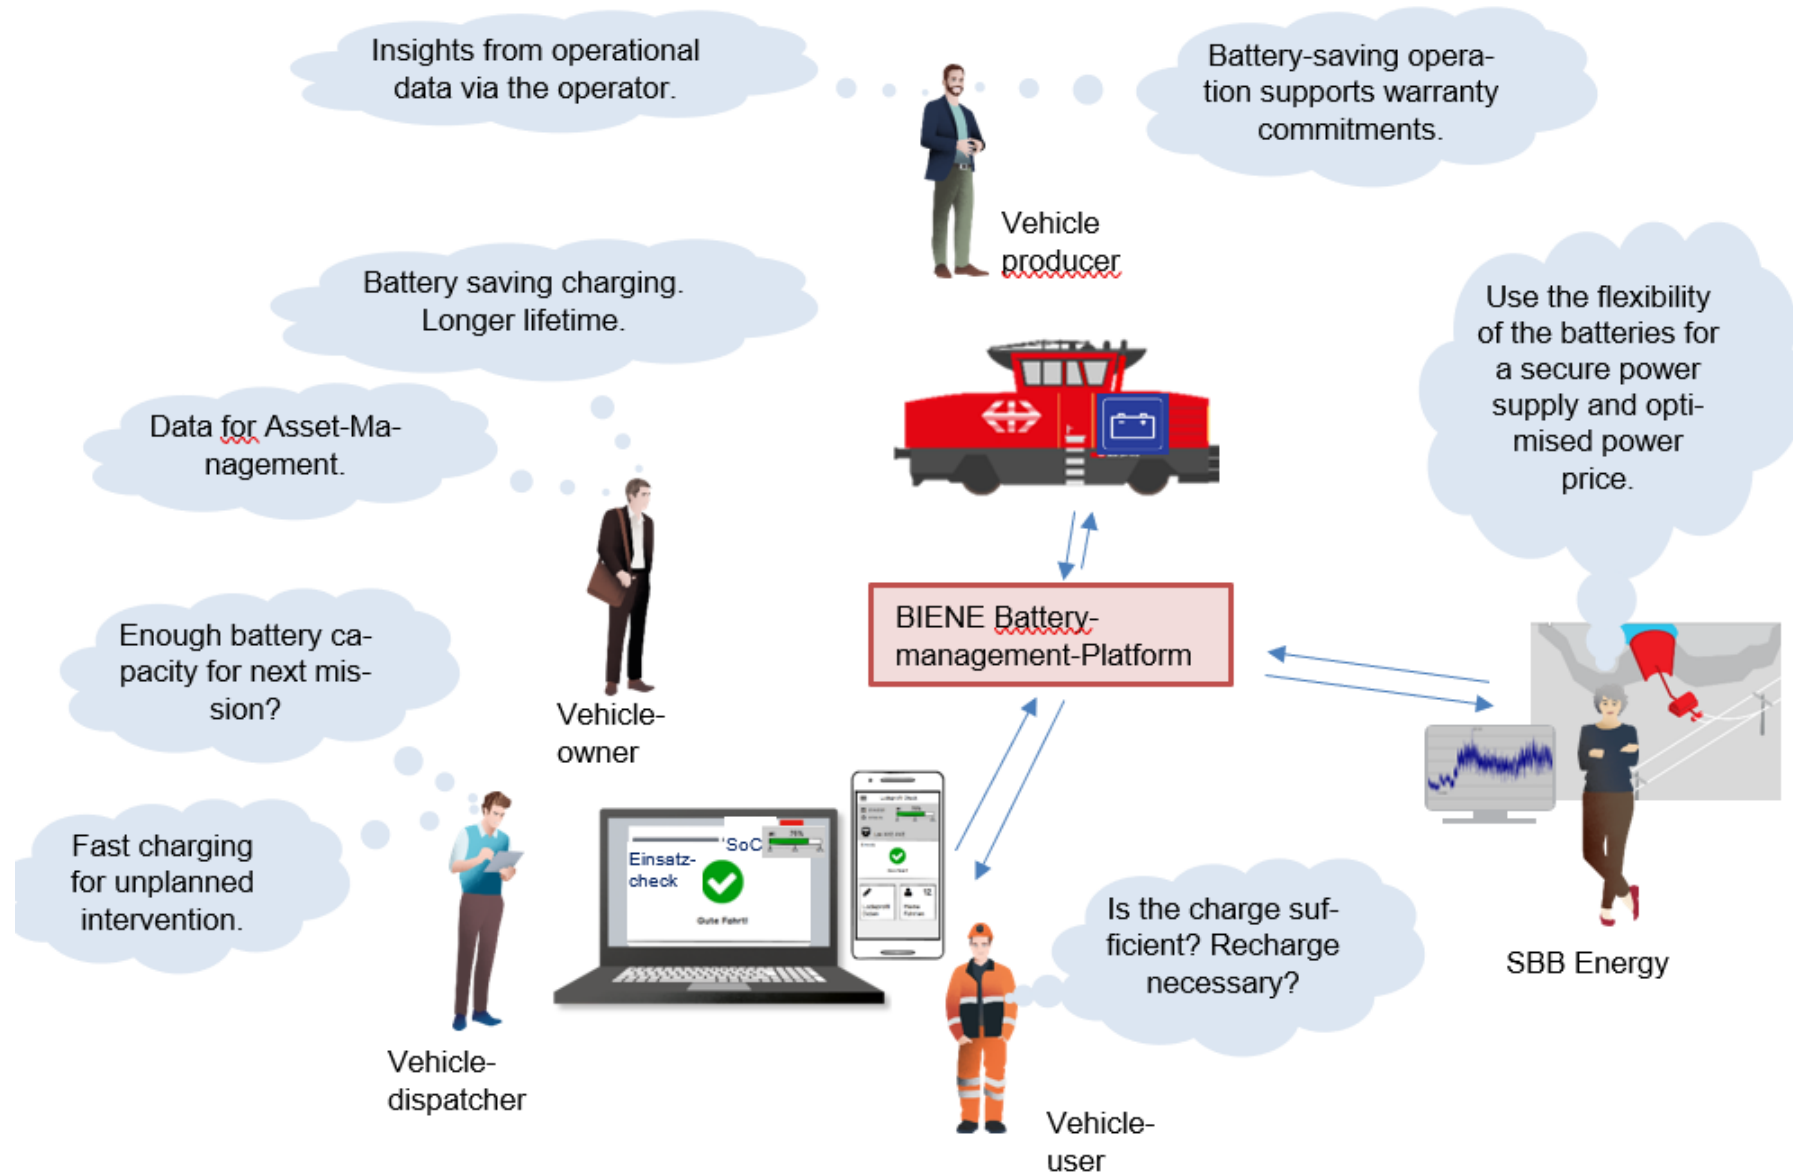 Insights from operational
data via the operator.
Battery-saving opera-
tion supports warranty
commitments.
Vehicle
producer
Battery saving charging.
Longer lifetime.
Use the flexibility
of the batteries for
a secure power
supply and opti-
mised power
price.
Data for Asset-Ma-
nagement.
Enough battery ca-
pacity for next mis-
sion?
BIENE Battery-
management-Platform
Vehicle-
owner
Fast charging
for unplanned
intervention.
SoC
76%
Einsatz-
check
Gute Fahrt!
12
Is the charge suf-
ficient? Recharge
necessary?
SBB Energy
Vehicle-
dispatcher
Vehicle-
user